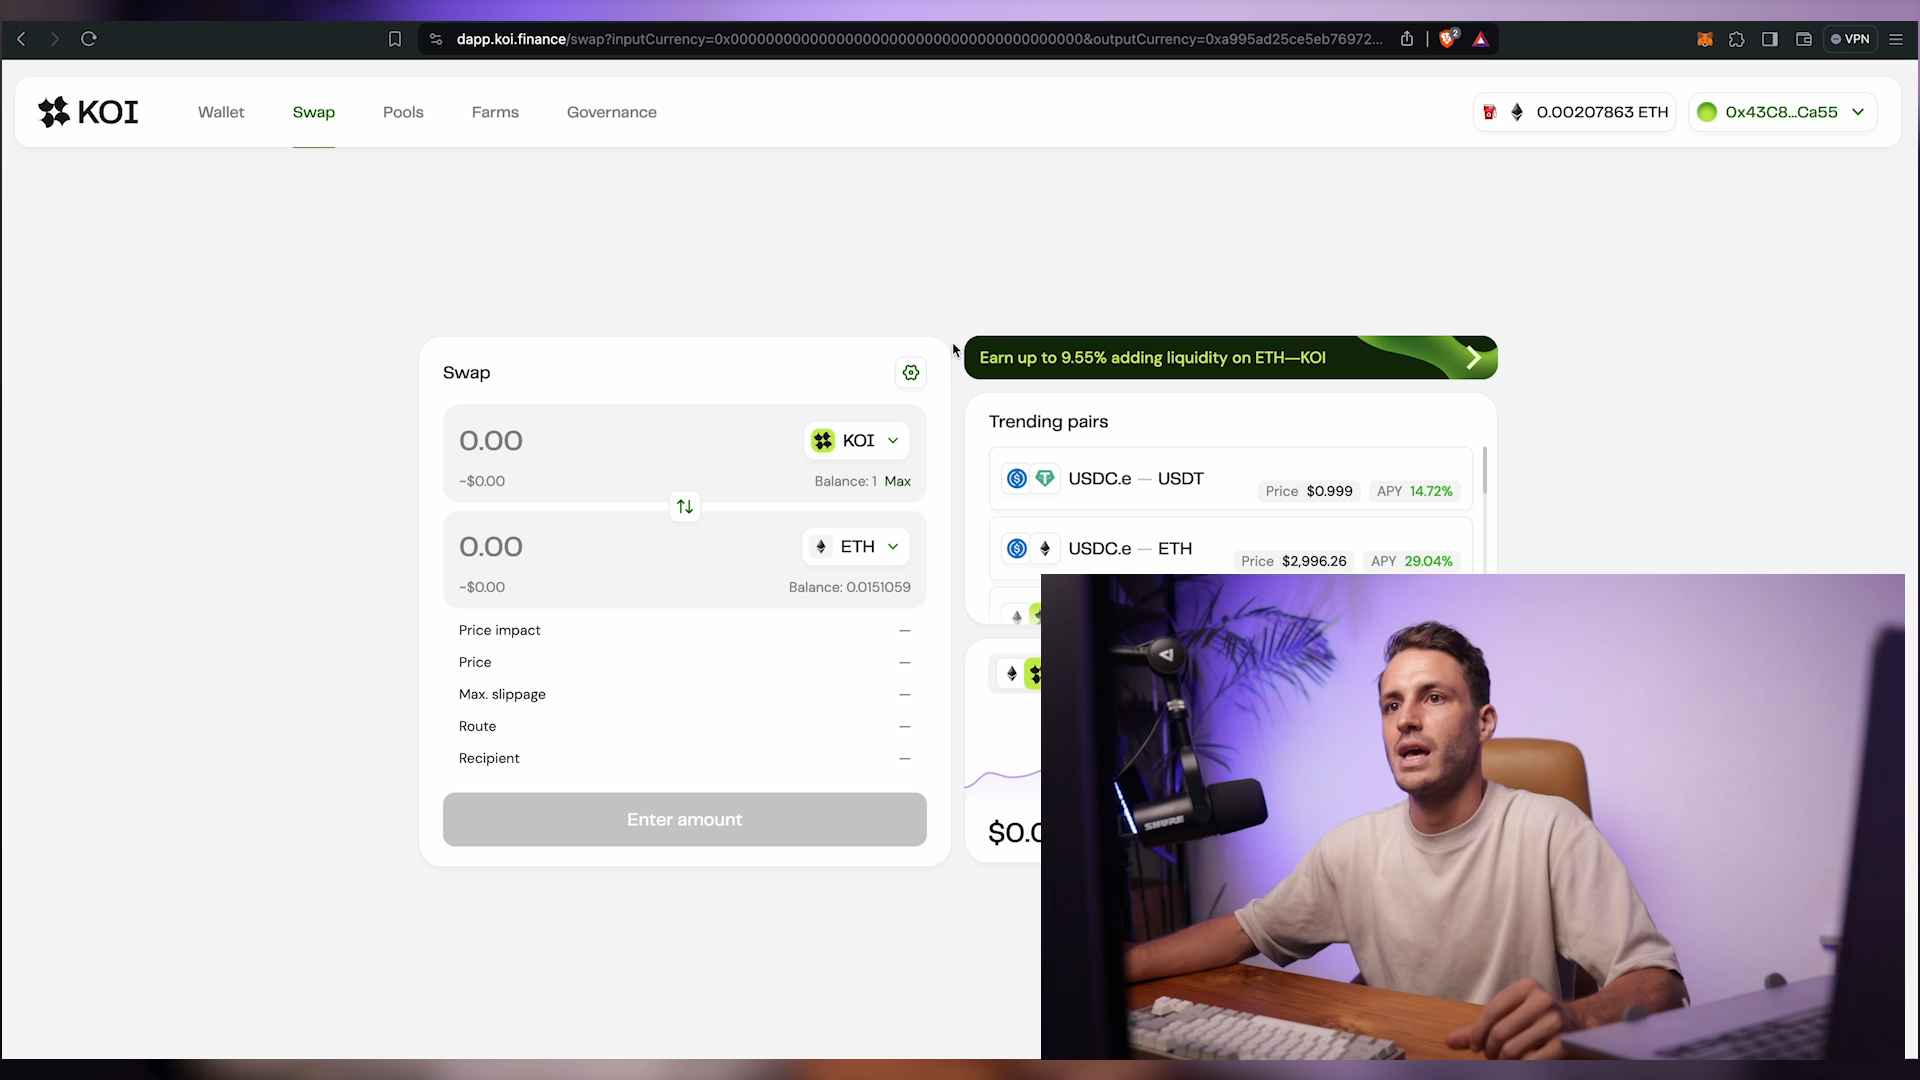 dapp.koi.finance/swap?inputCurrency=0x0000000000000000000000000000000000000000&outputCurrency=0xa995ad25ce5eb76972...
2
VPN
KOI
Wallet
Swap
Pools
Farms
Governance
0.00207863 ETH
0x43C8...Ca55
Swap
0.00
KOI
~$0.00
Balance: 1 Max
0.00
ETH
~$0.00
Balance: 0.0151059
Price impact —
Price —
Max. slippage —
Route —
Recipient —
Enter amount
Earn up to 9.55% adding liquidity on ETH—KOI
Trending pairs
USDC.e — USDT
Price $0.999 APY 14.72%
USDC.e — ETH
Price $2,996.26 APY 29.04%
$0.0
SHURE